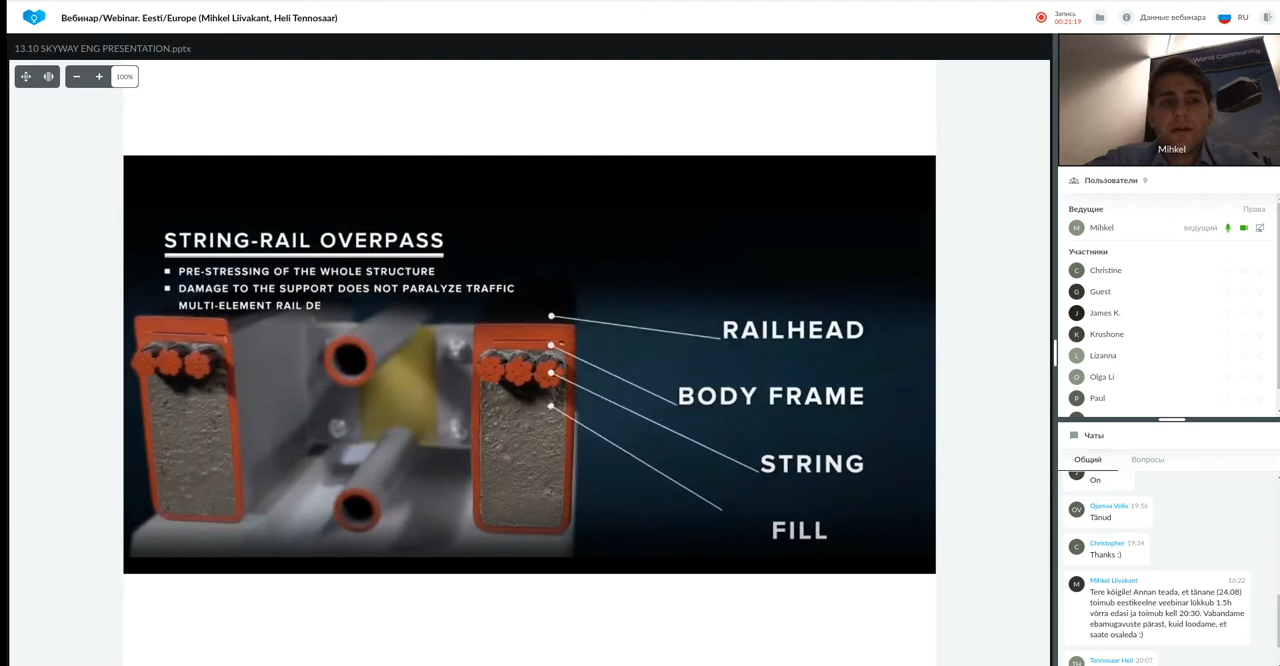 Вебинар/Webinar. Eesti/Europe (Mihkel Liivakant, Heli Tennosaar)
Запись
00:21:19
Данные вебинара
RU
13.10 SKYWAY ENG PRESENTATION.pptx
100%
STRING-RAIL OVERPASS
PRE-STRESSING OF THE WHOLE STRUCTURE
DAMAGE TO THE SUPPORT DOES NOT PARALYZE TRAFFIC
MULTI-ELEMENT RAIL DE
RAILHEAD
BODY FRAME
STRING
FILL
World Community
Mihkel
Пользователи 9
Ведущие Права
M Mihkel ведущий
Участники
C Christine
G Guest
J James K.
K Krushone
L Lizanna
O Olga Li
P Paul
Чаты
Общий Вопросы
On
OV Ojamaa Vello 19:56
Tänud
C Christopher 19:34
Thanks :)
M Mihkel Liivakant 16:22
Tere kõigile! Annan teada, et tänane (24.08)
toimub eestikeelne veebinar lükkub 1.5h
võrra edasi ja toimub kell 20:30. Vabandame
ebamugavuste pärast, kuid loodame, et
saate osaleda :)
TH Tennosaar Heli 20:07